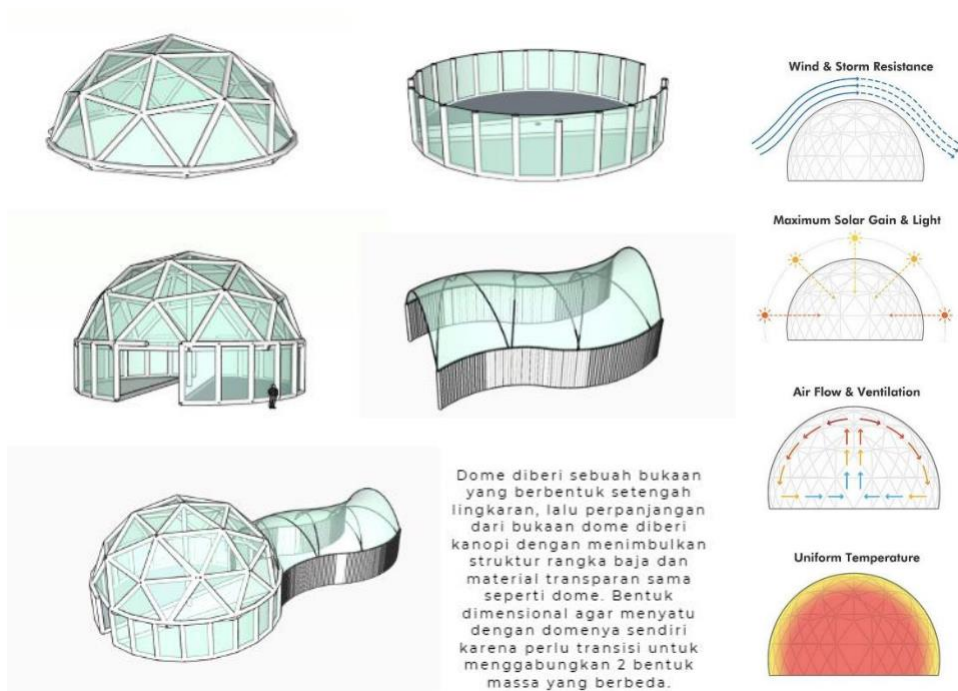 Wind & Storm Resistance
Maximum Solar Gain & Light
Air Flow & Ventilation
Dome diberi sebuah bukaan
yang berbentuk setengah
lingkaran, lalu perpanjangan
dari bukaan dome diberi
kanopi dengan menimbulkan
struktur rangka baja dan
material transparan sama
seperti dome. Bentuk
dimensional agar menyatu
dengan domenya sendiri
karena perlu transisi untuk
menggabungkan 2 bentuk
massa yang berbeda.
Uniform Temperature